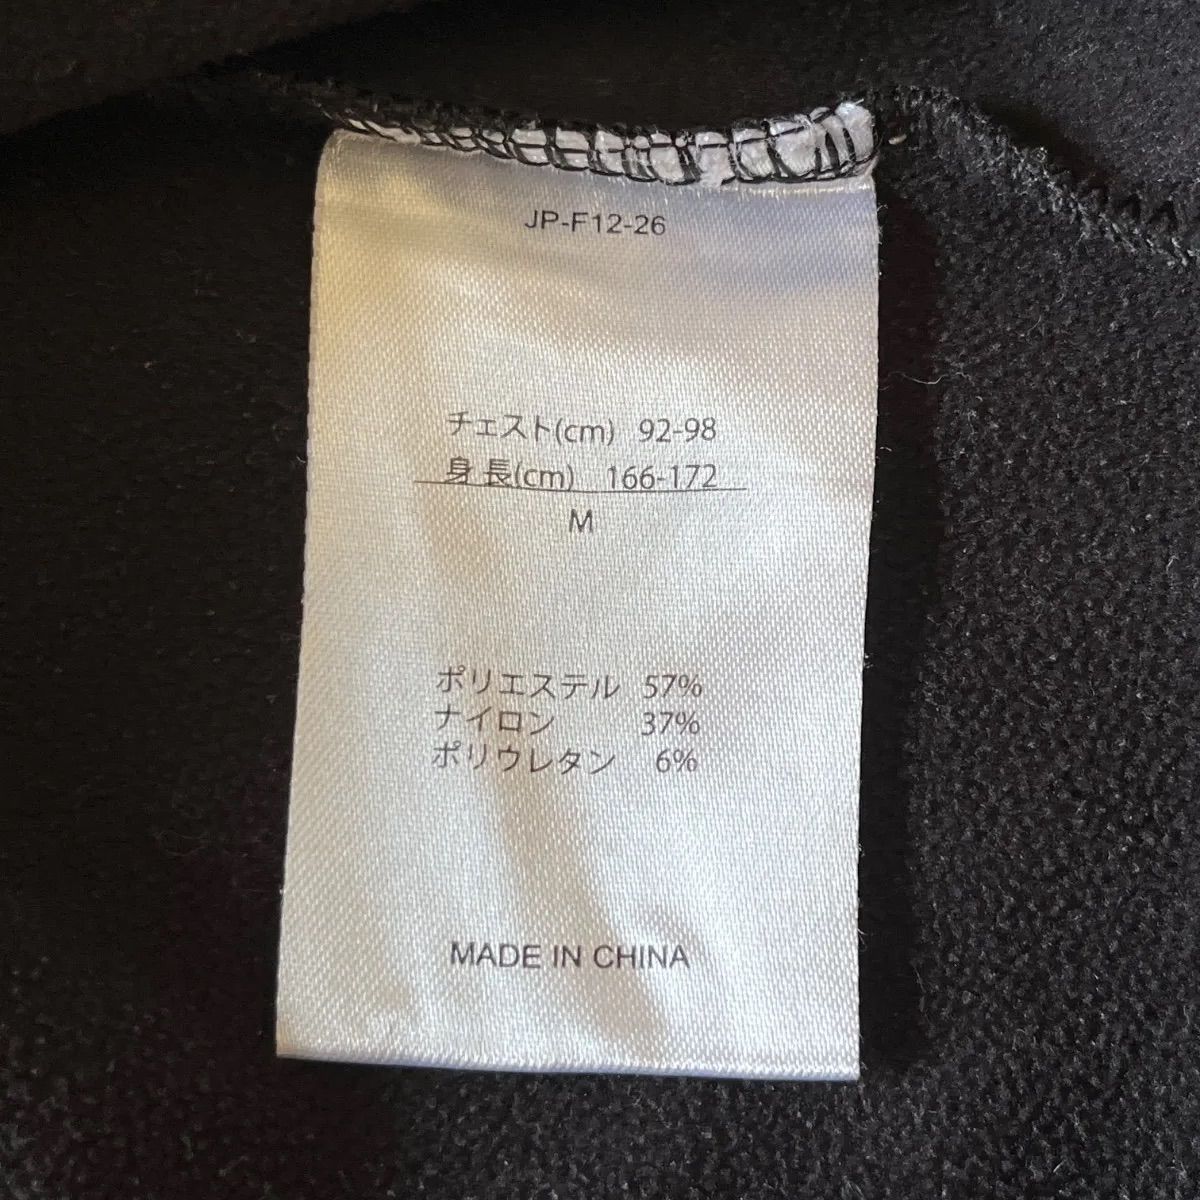 JP-F12-26
チェスト(cm) 92-98
身長(cm) 166-172
M
ポリエステル 57%
ナイロン 37%
ポリウレタン 6%
MADE IN CHINA